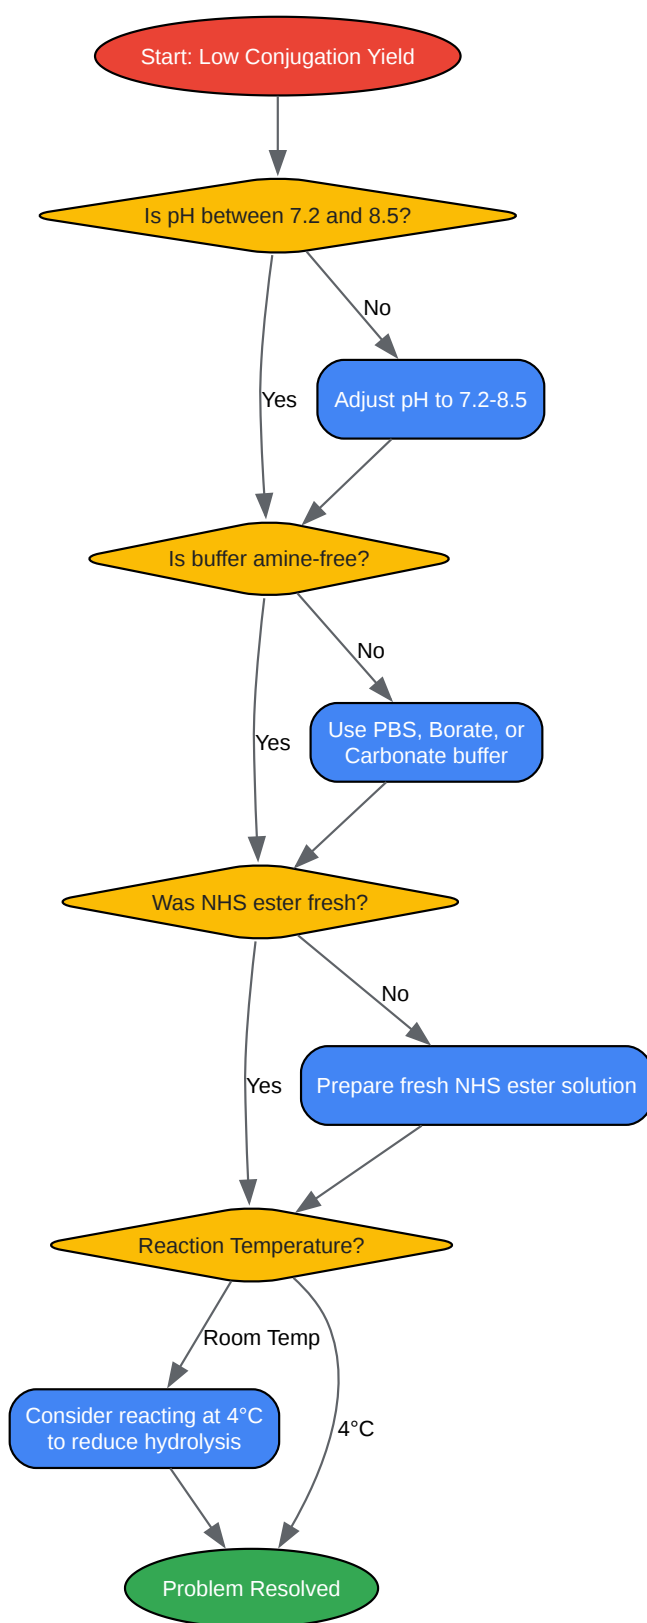 Start: Low Conjugation Yield
Is pH between 7.2 and 8.5?
No
Adjust pH to 7.2-8.5
Yes
Is buffer amine-free?
No
Use PBS, Borate, or
Carbonate buffer
Yes
Was NHS ester fresh?
No
Prepare fresh NHS ester solution
Yes
Reaction Temperature?
Room Temp
Consider reacting at 4°C
to reduce hydrolysis
4°C
Problem Resolved